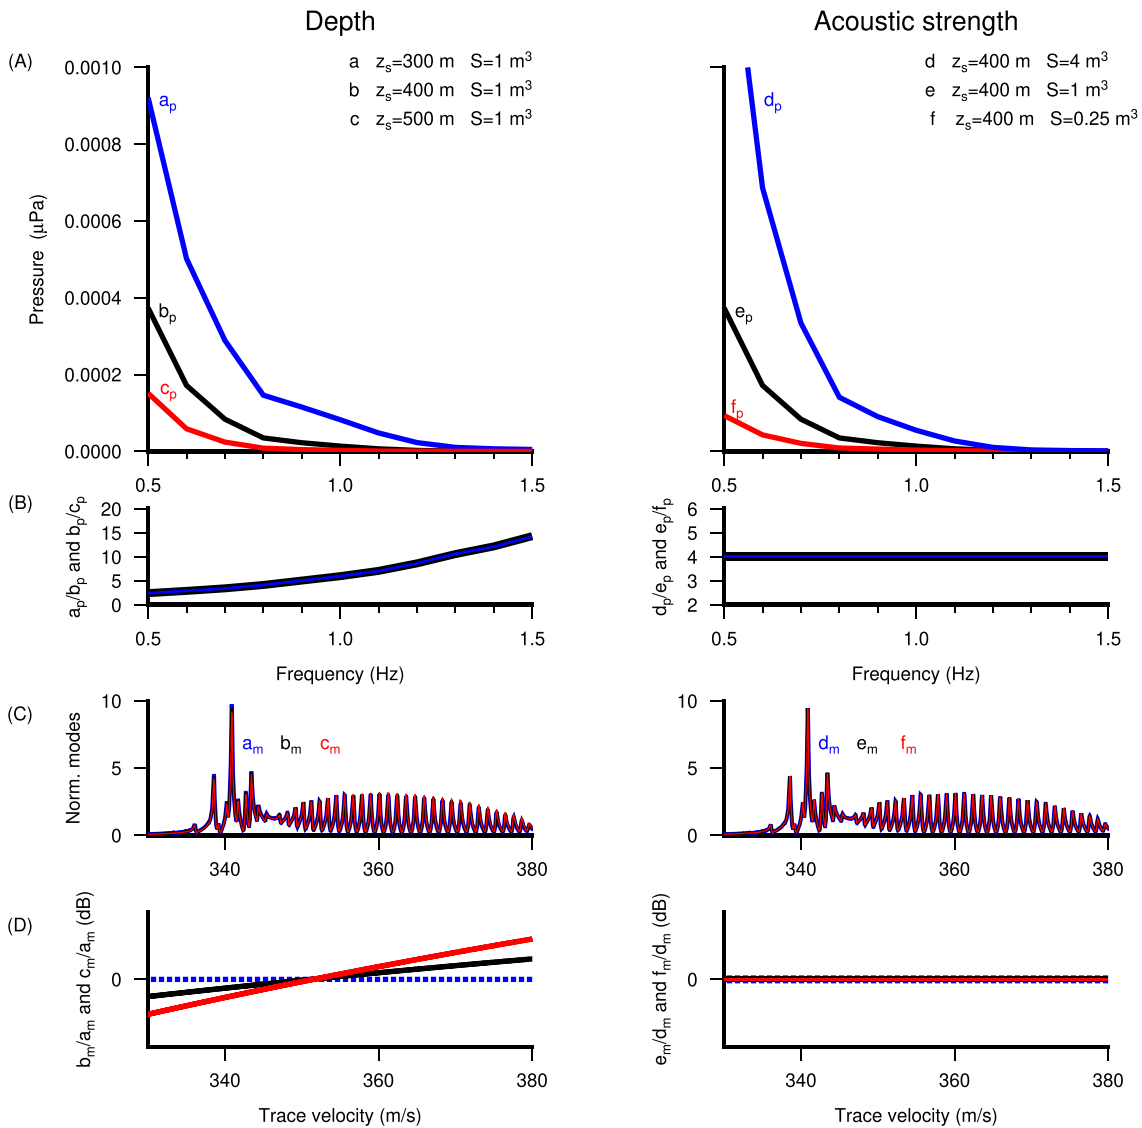 Depth
Acoustic strength
(A)
a z_s=300 m S=1 m³
b z_s=400 m S=1 m³
c z_s=500 m S=1 m³
d z_s=400 m S=4 m³
e z_s=400 m S=1 m³
f z_s=400 m S=0.25 m³
Pressure (μPa)
0.0010
0.0008
0.0006
0.0004
0.0002
0.0000
a_p
b_p
c_p
d_p
e_p
f_p
0.5 1.0 1.5
0.5 1.0 1.5
(B)
a_p/b_p and b_p/c_p
20
15
10
5
0
d_p/e_p and e_p/f_p
6
5
4
3
2
0.5 1.0 1.5
0.5 1.0 1.5
Frequency (Hz)
Frequency (Hz)
(C)
Norm. modes
10
5
0
a_m b_m c_m
10
5
0
d_m e_m f_m
340 360 380
340 360 380
(D)
b_m/a_m and c_m/a_m (dB)
0
e_m/d_m and f_m/d_m (dB)
0
340 360 380
340 360 380
Trace velocity (m/s)
Trace velocity (m/s)